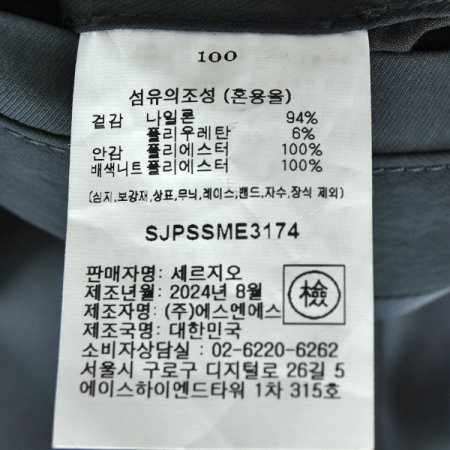 100
섬유의조성 (혼용율)
겉감 나일론 94%
폴리우레탄 6%
안감 폴리에스터 100%
배색니트 폴리에스터 100%
(심지,보강재,상표,무늬,레이스,밴드,자수,장식 제외)
SJPSSME3174
판매자명: 세르지오
제조년월: 2024년 8월
제조자명: (주)에스엔에스
제조국명: 대한민국
檢
소비자상담실 : 02-6220-6262
서울시 구로구 디지털로 26길 5
에이스하이엔드타워 1차 315호